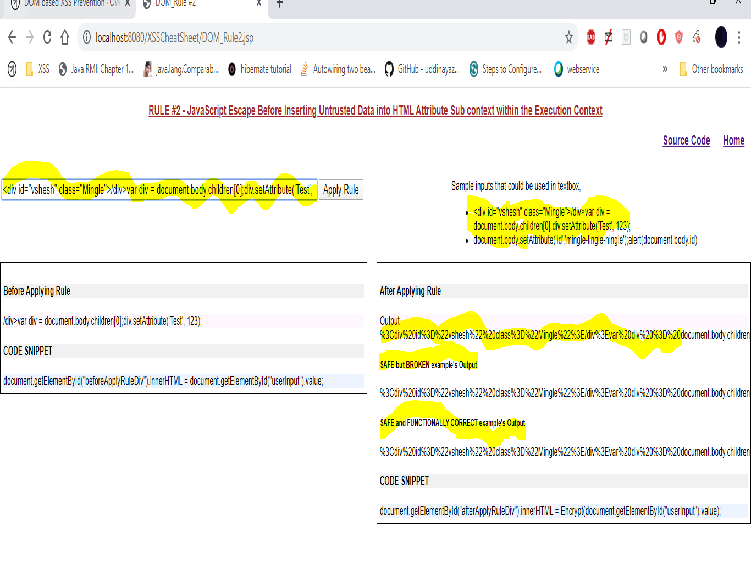 DOM based XSS Prevention - OW X
DOM_Rule #2 X +
localhost:8080/XSSCheatSheet/DOM_Rule2.jsp
XSS Java RMI Chapter 1... java.lang.Comparab... Hibernate tutorial Autowiring two bea... GitHub - uddinayaz... Steps to Configure... webservice » Other bookmarks
RULE #2 - JavaScript Escape Before Inserting Untrusted Data into HTML Attribute Sub context within the Execution Context
Source Code Home
<div id="vshesh" class="Mingle">/div>var div = document.body.children[0];div.setAttribute('Test', Apply Rule
Sample inputs that could be used in textbox,
• <div id="vshesh" class="Mingle">/div>var div =
document.body.children[0];div.setAttribute('Test', 123);
• document.body.setAttribute('id','mingle-lingle-ningle');alert(document.body.id)
Before Applying Rule
/div>var div = document.body.children[0];div.setAttribute('Test', 123);
CODE SNIPPET
document.getElementById("beforeApplyRuleDiv").innerHTML = document.getElementById("userInput").value;
After Applying Rule
Output
%3Cdiv%20id%3D%22vshesh%22%20class%3D%22Mingle%22%3E/div%3Evar%20div%20%3D%20document.body.children
SAFE but BROKEN example's Output
%3Cdiv%20id%3D%22vshesh%22%20class%3D%22Mingle%22%3E/div%3Evar%20div%20%3D%20document.body.children
SAFE and FUNCTIONALLY CORRECT example's Output
%3Cdiv%20id%3D%22vshesh%22%20class%3D%22Mingle%22%3E/div%3Evar%20div%20%3D%20document.body.children
CODE SNIPPET
document.getElementById("afterApplyRuleDiv").innerHTML = Encrypt(document.getElementById("userInput").value);